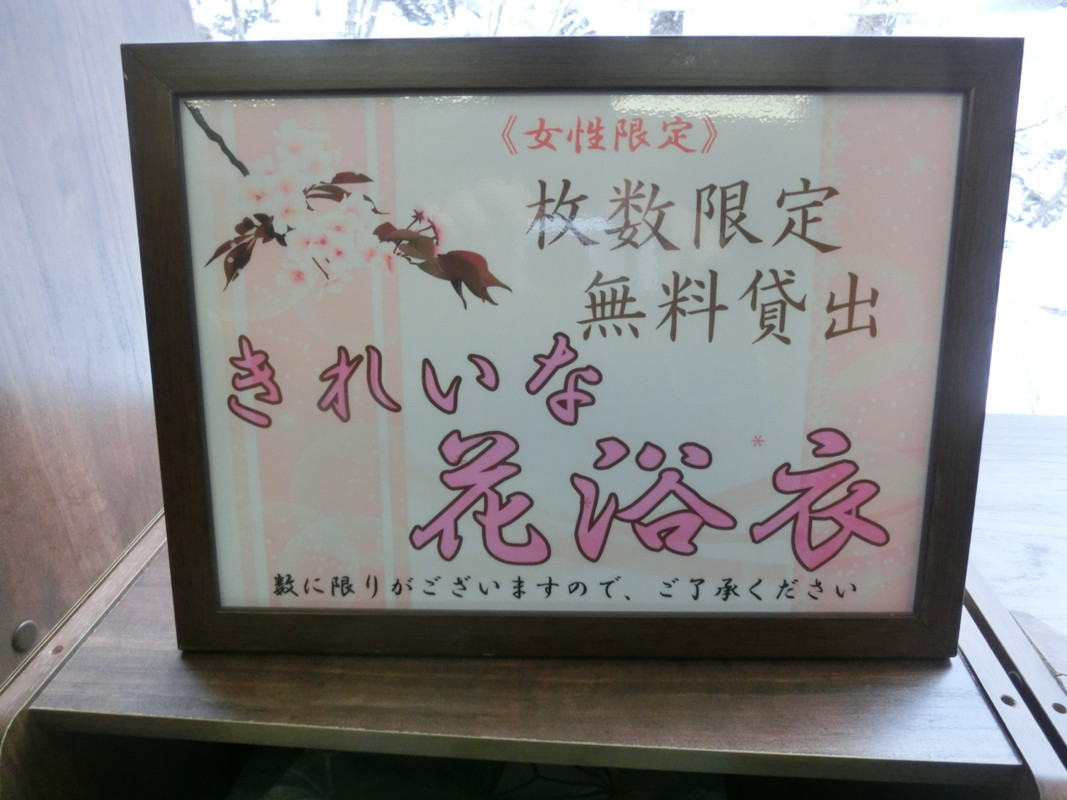 《女性限定》
枚数限定
無料貸出
きれいな
花浴衣
数に限りがございますので、ご了承ください